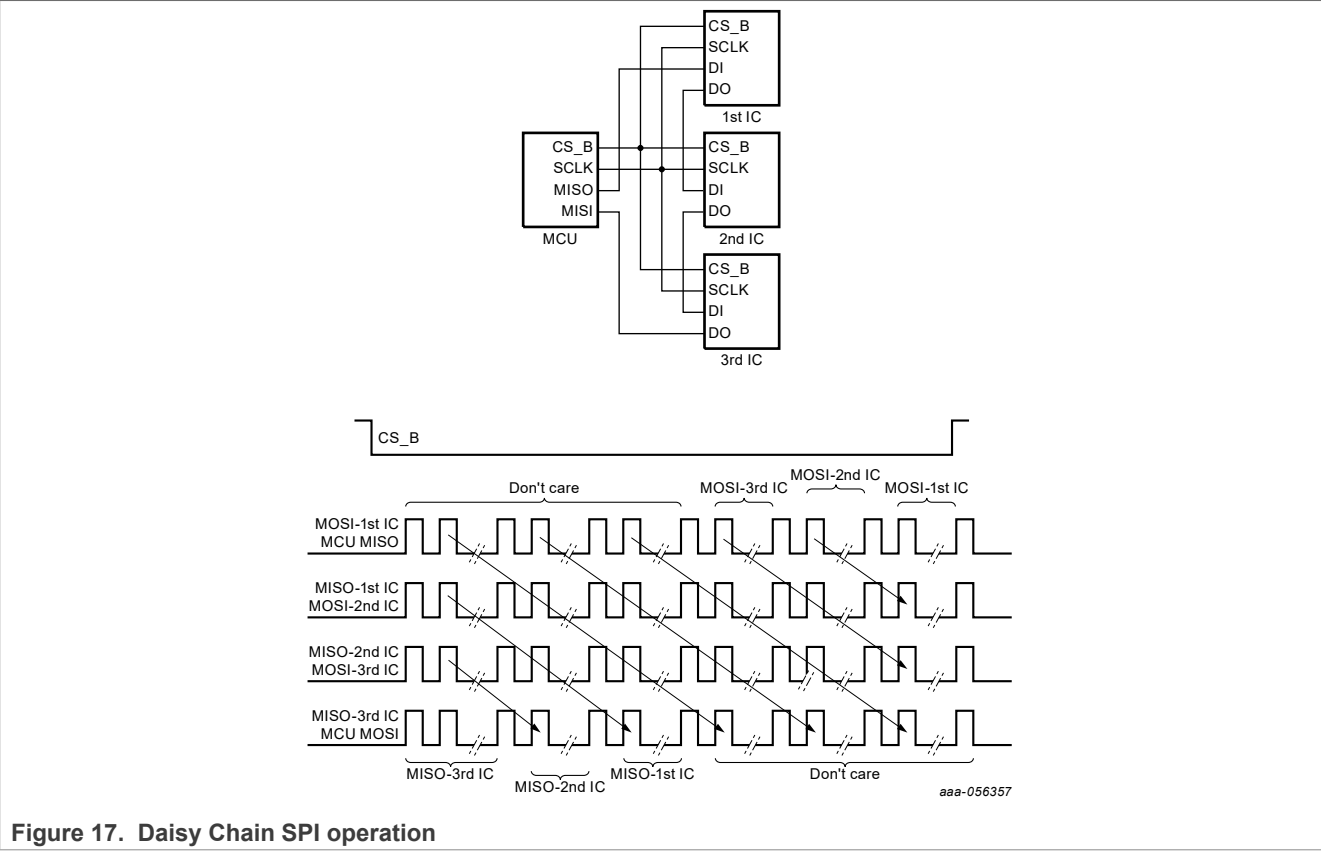 CS_B
SCLK
DI
DO
1st IC
CS_B
SCLK
MISO
MISI
MCU
CS_B
SCLK
DI
DO
2nd IC
CS_B
SCLK
DI
DO
3rd IC
CS_B
Don't care
MOSI-3rd IC
MOSI-2nd IC
MOSI-1st IC
MOSI-1st IC
MCU MISO
MISO-1st IC
MOSI-2nd IC
MISO-2nd IC
MOSI-3rd IC
MISO-3rd IC
MCU MOSI
MISO-3rd IC
MISO-2nd IC
MISO-1st IC
Don't care
aaa-056357
Figure 17. Daisy Chain SPI operation